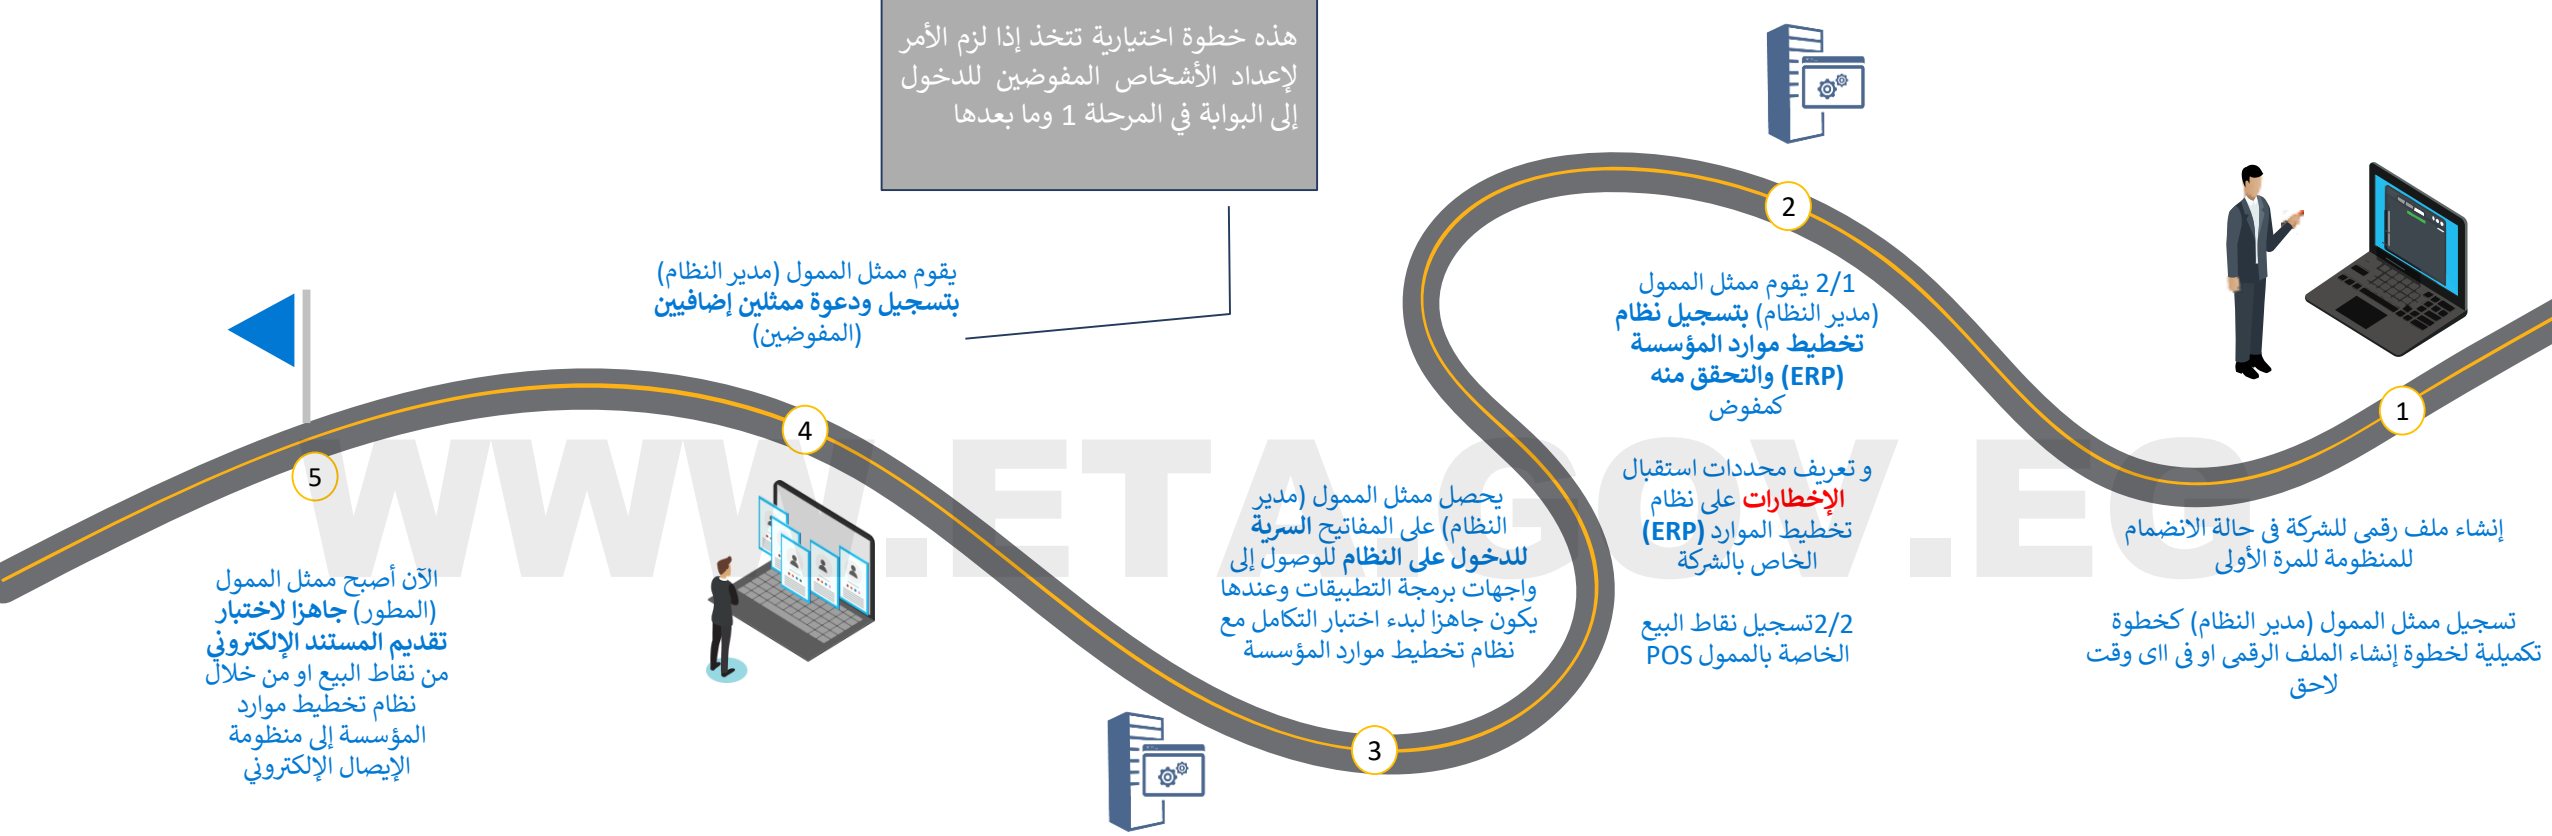 1
إنشاء ملف رقمى للشركة فى حالة الانضمام
للمنظومة للمرة الأولى
تسجيل ممثل الممول (مدير النظام) كخطوة
تكميلية لخطوة إنشاء الملف الرقمى او فى ااى وقت
لاحق
2
2/1 يقوم ممثل الممول
(مدير النظام) بتسجيل نظام
تخطيط موارد المؤسسة
(ERP) والتحقق منه
كمفوض
و تعريف محددات استقبال
الإخطارات على نظام
تخطيط الموارد (ERP)
الخاص بالشركة
2/2تسجيل نقاط البيع
الخاصة بالممول POS
3
يحصل ممثل الممول (مدير
النظام) على المفاتيح السرية
للدخول على النظام للوصول إلى
واجهات برمجة التطبيقات وعندها
يكون جاهزا لبدء اختبار التكامل مع
نظام تخطيط موارد المؤسسة
هذه خطوة اختيارية تتخذ إذا لزم الأمر
لإعداد الأشخاص المفوضين للدخول
إلى البوابة في المرحلة 1 وما بعدها
4
يقوم ممثل الممول (مدير النظام)
بتسجيل ودعوة ممثلين إضافيين
(المفوضين)
5
الآن أصبح ممثل الممول
(المطور) جاهزا لاختبار
تقديم المستند الإلكتروني
من نقاط البيع او من خلال
نظام تخطيط موارد
المؤسسة إلى منظومة
الإيصال الإلكتروني
WWW.ETA.GOV.EG